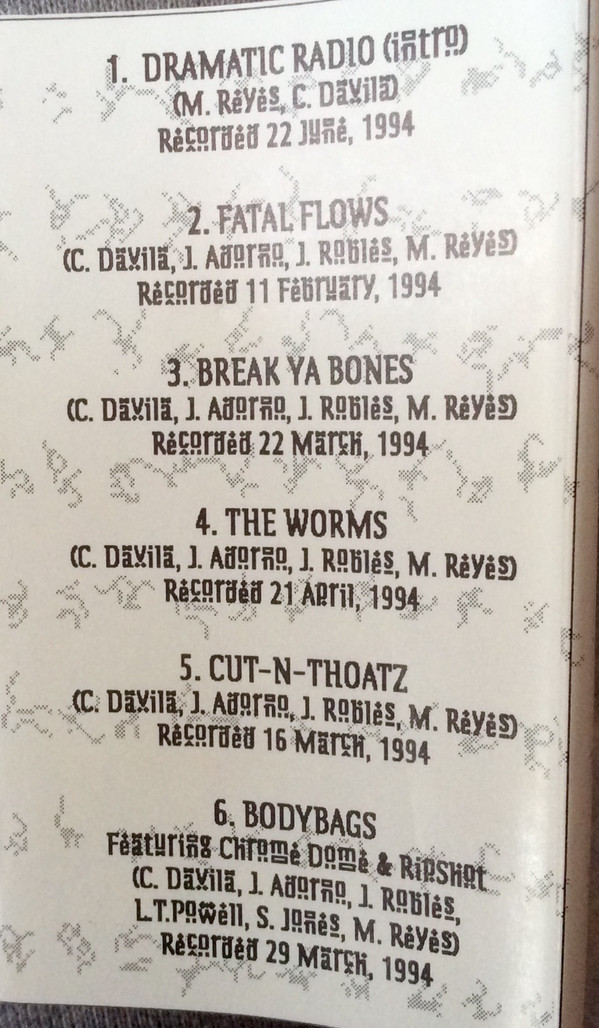 1. DRAMATIC RADIO (intro)
(M. Reyes, C. Davila)
Recorded 22 June, 1994
2. FATAL FLOWS
(C. Davila, J. Adorno, J. Robles, M. Reyes)
Recorded 11 February, 1994
3. BREAK YA BONES
(C. Davila, J. Adorno, J. Robles, M. Reyes)
Recorded 22 March, 1994
4. THE WORMS
(C. Davila, J. Adorno, J. Robles, M. Reyes)
Recorded 21 April, 1994
5. CUT-N-THOATZ
(C. Davila, J. Adorno, J. Robles, M. Reyes)
Recorded 16 March, 1994
6. BODYBAGS
Featuring Chrome Dome & RipShot
(C. Davila, J. Adorno, J. Robles,
L.T.Powell, S. Jones, M. Reyes)
Recorded 29 March, 1994